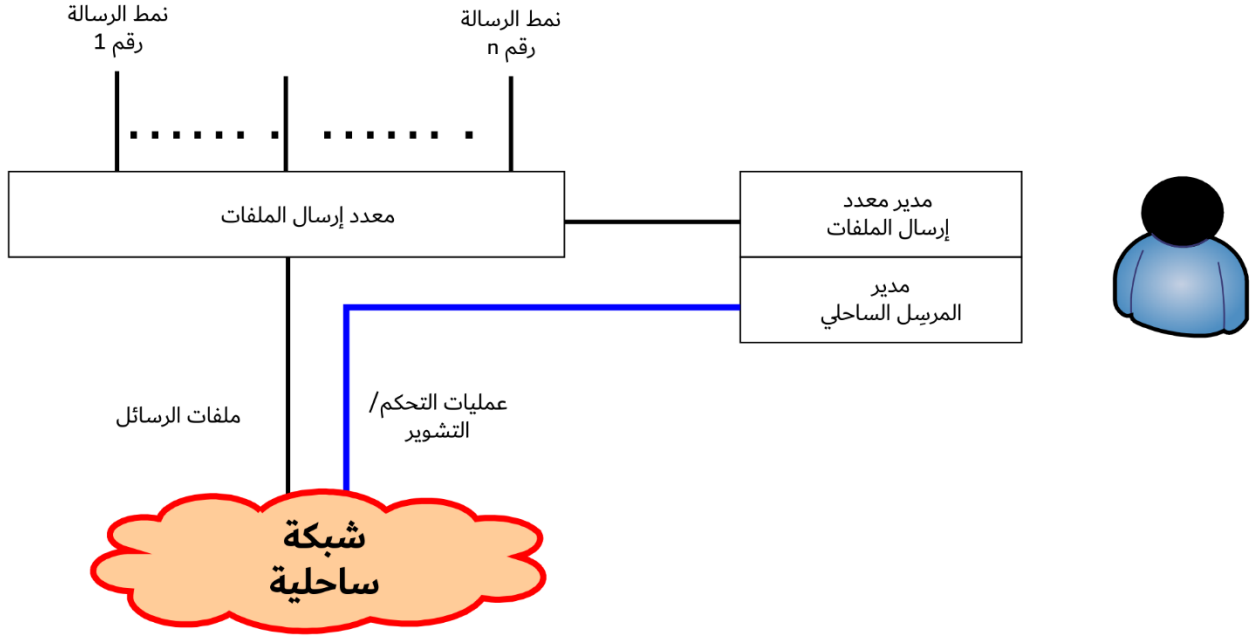 نمط الرسالة
رقم 1
نمط الرسالة
رقم n
معدد إرسال الملفات
مدير معدد
إرسال الملفات
مدير
المرسِل الساحلي
ملفات الرسائل
عمليات التحكم/
التشوير
شبكة
ساحلية